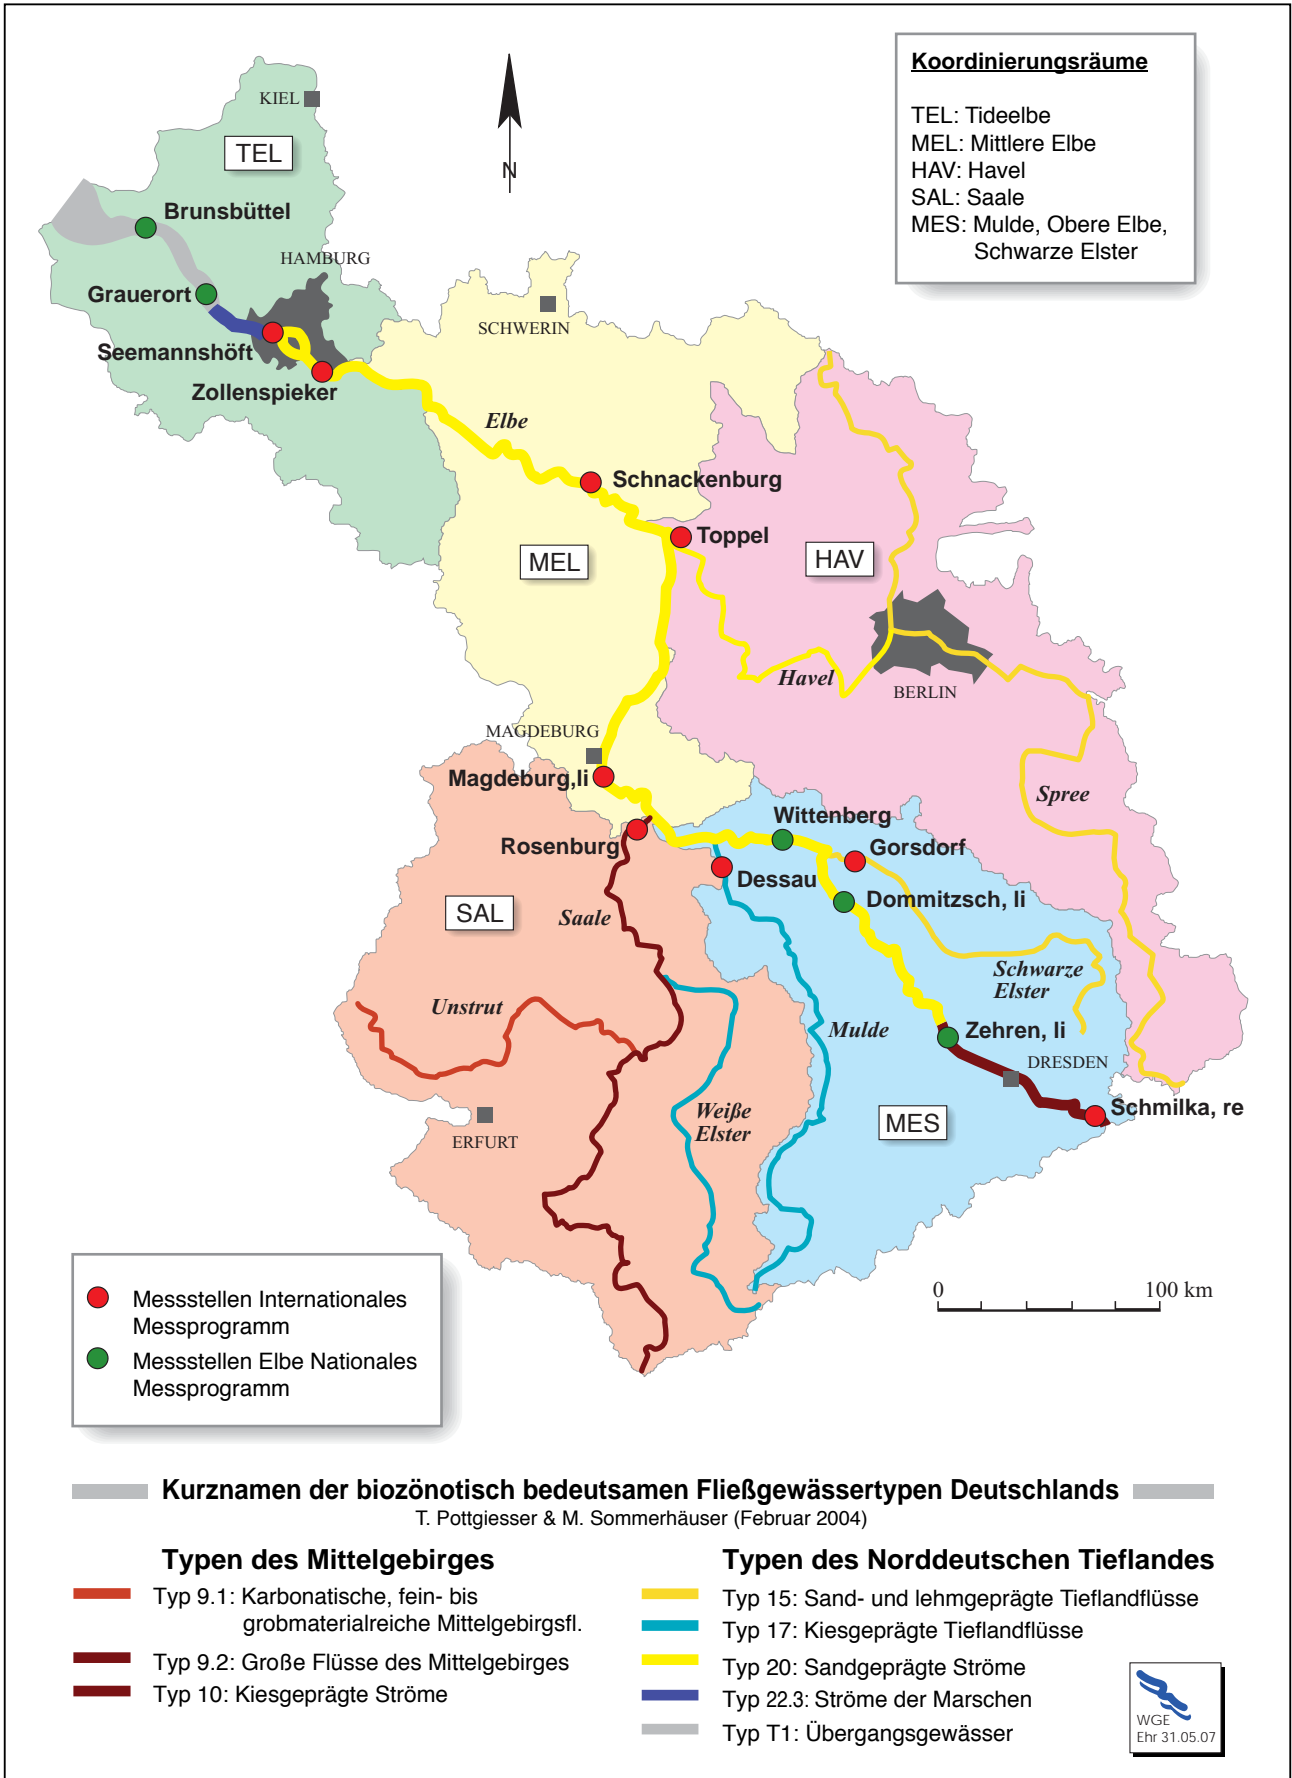 Koordinierungsräume
TEL: Tideelbe
MEL: Mittlere Elbe
HAV: Havel
SAL: Saale
MES: Mulde, Obere Elbe,
Schwarze Elster
KIEL
TEL
N
Brunsbüttel
HAMBURG
Grauerort
SCHWERIN
Seemannshöft
Zollenspieker
Elbe
Schnackenburg
Toppel
MEL
HAV
Havel
BERLIN
MAGDEBURG
Magdeburg,li
Spree
Wittenberg
Rosenburg
Gorsdorf
Dessau
Dommitzsch, li
SAL
Saale
Schwarze
Elster
Unstrut
Mulde
Zehren, li
DRESDEN
Weiße
Elster
Schmilka, re
MES
ERFURT
0 100 km
Messstellen Internationales
Messprogramm
Messstellen Elbe Nationales
Messprogramm
Kurznamen der biozönotisch bedeutsamen Fließgewässertypen Deutschlands
T. Pottgiesser & M. Sommerhäuser (Februar 2004)
Typen des Mittelgebirges
Typ 9.1: Karbonatische, fein- bis
grobmaterialreiche Mittelgebirgsfl.
Typ 9.2: Große Flüsse des Mittelgebirges
Typ 10: Kiesgeprägte Ströme
Typen des Norddeutschen Tieflandes
Typ 15: Sand- und lehmgeprägte Tieflandflüsse
Typ 17: Kiesgeprägte Tieflandflüsse
Typ 20: Sandgeprägte Ströme
Typ 22.3: Ströme der Marschen
Typ T1: Übergangsgewässer
WGE
Ehr 31.05.07